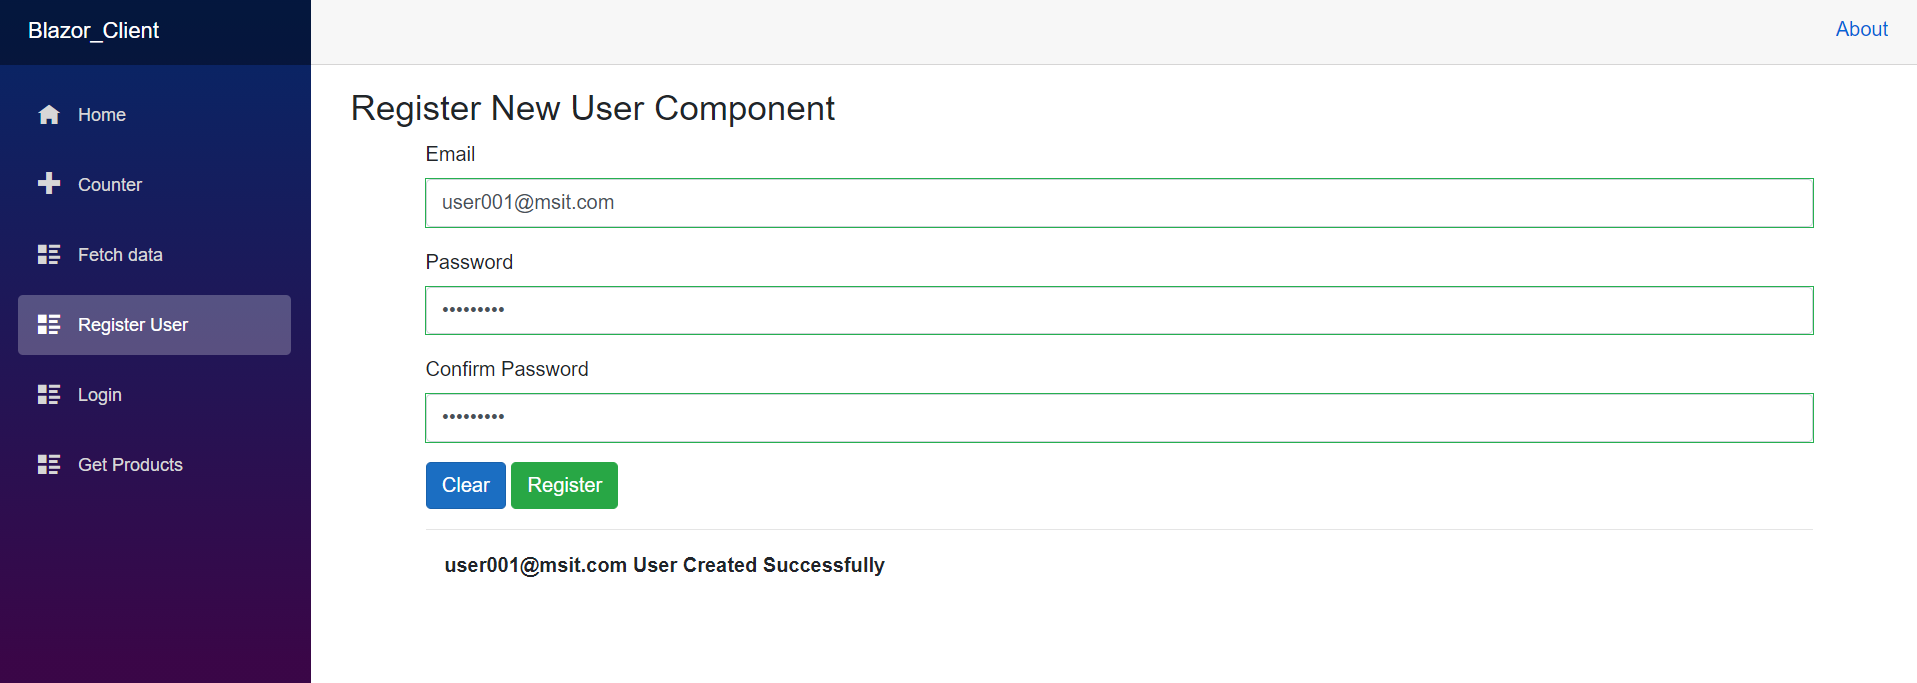 Blazor_Client
About
Home
Counter
Fetch data
Register User
Login
Get Products
Register New User Component
Email
user001@msit.com
Password
•••••••••
Confirm Password
•••••••••
Clear Register
user001@msit.com User Created Successfully